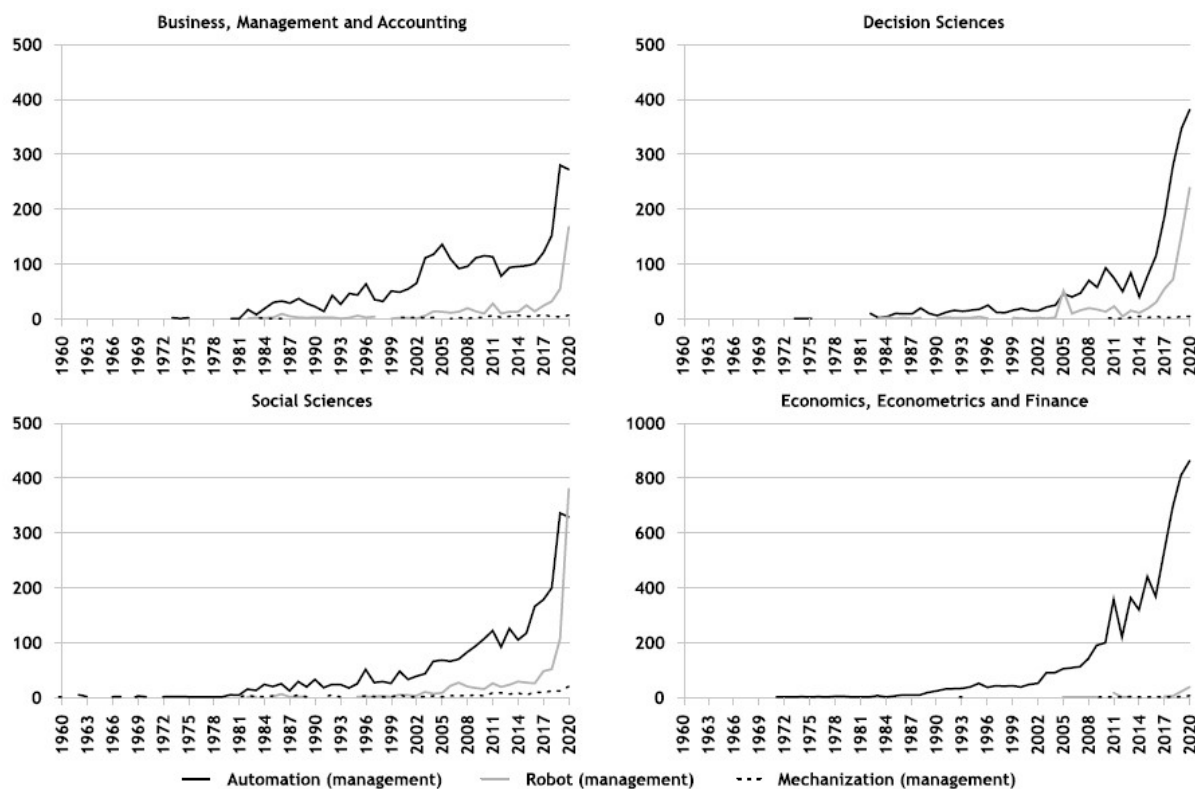 Business, Management and Accounting
500
400
300
200
100
0
1960 1963 1966 1969 1972 1975 1978 1981 1984 1987 1990 1993 1996 1999 2002 2005 2008 2011 2014 2017 2020
Decision Sciences
500
400
300
200
100
0
1960 1963 1966 1969 1972 1975 1978 1981 1984 1987 1990 1993 1996 1999 2002 2005 2008 2011 2014 2017 2020
Social Sciences
500
400
300
200
100
0
1960 1963 1966 1969 1972 1975 1978 1981 1984 1987 1990 1993 1996 1999 2002 2005 2008 2011 2014 2017 2020
Economics, Econometrics and Finance
1000
800
600
400
200
0
1960 1963 1966 1969 1972 1975 1978 1981 1984 1987 1990 1993 1996 1999 2002 2005 2008 2011 2014 2017 2020
Automation (management) Robot (management) Mechanization (management)